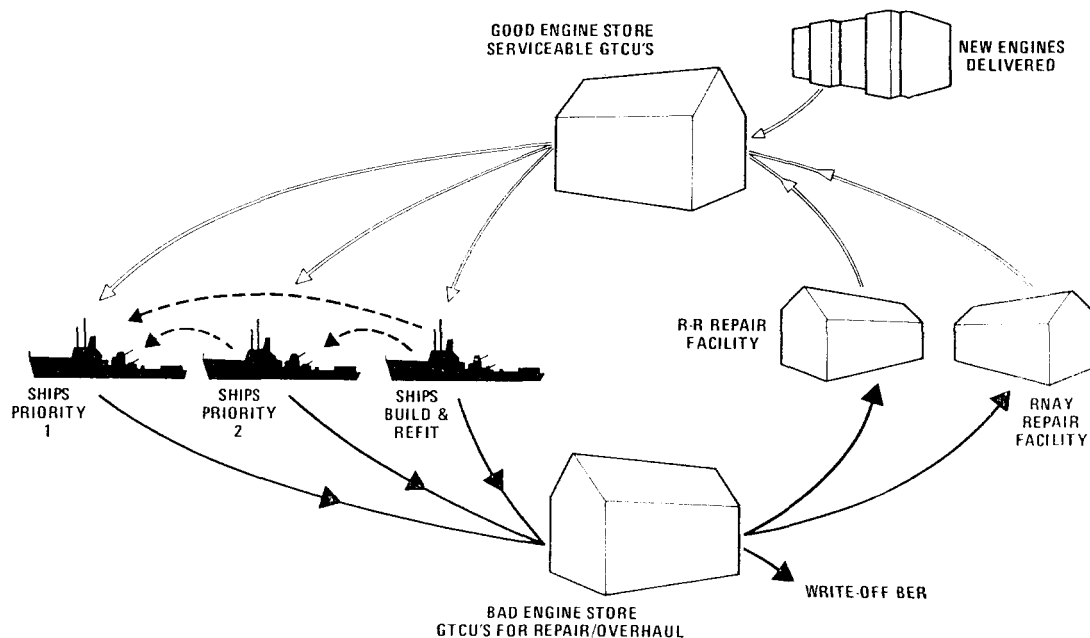 GOOD ENGINE STORE
SERVICEABLE GTCU'S
NEW ENGINES
DELIVERED
R-R REPAIR
FACILITY
RNAY
REPAIR
FACILITY
SHIPS
PRIORITY
1
SHIPS
PRIORITY
2
SHIPS
BUILD &
REFIT
WRITE-OFF BER
BAD ENGINE STORE
GTCU'S FOR REPAIR/OVERHAUL